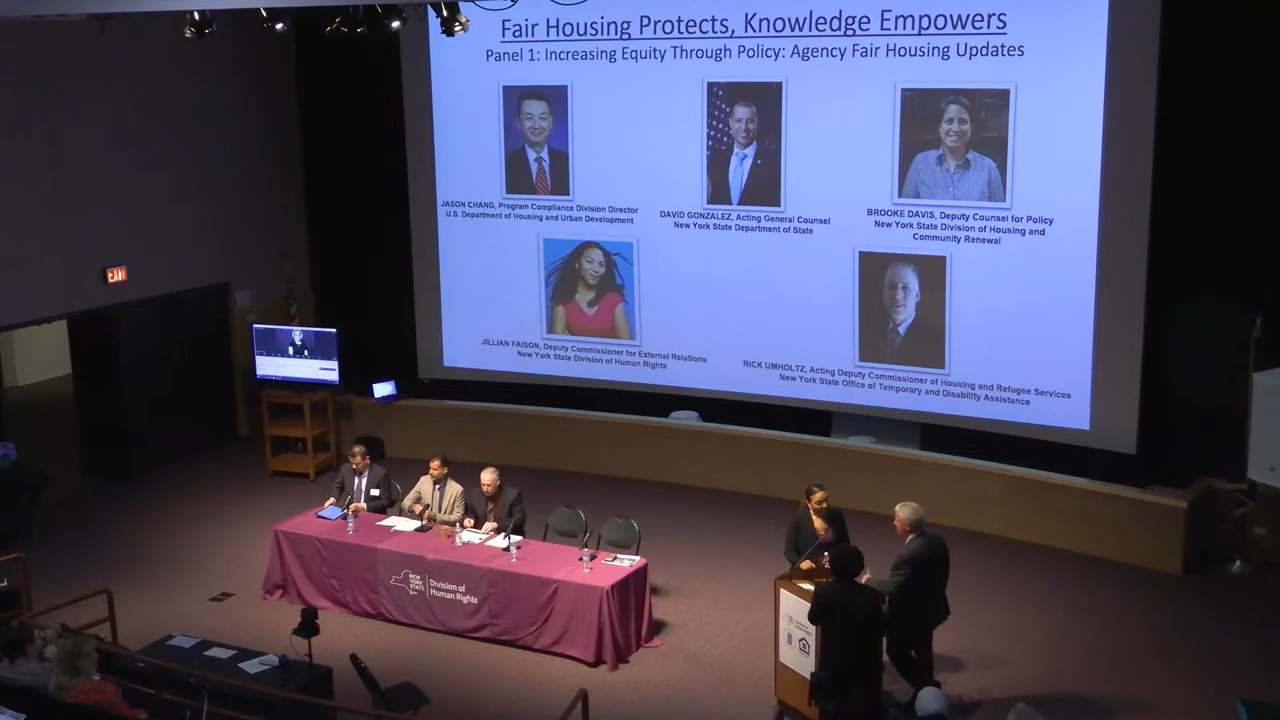 Fair Housing Protects, Knowledge Empowers
Panel 1: Increasing Equity Through Policy: Agency Fair Housing Updates
JASON CHANG, Program Compliance Division Director
U.S. Department of Housing and Urban Development
DAVID GONZALEZ, Acting General Counsel
New York State Department of State
BROOKE DAVIS, Deputy Counsel for Policy
New York State Division of Housing and
Community Renewal
JILLIAN FAISON, Deputy Commissioner for External Relations
New York State Division of Human Rights
RICK UMHOLTZ, Acting Deputy Commissioner of Housing and Refugee Services
New York State Office of Temporary and Disability Assistance
EXIT
NEW
YORK
STATE
Division of
Human Rights